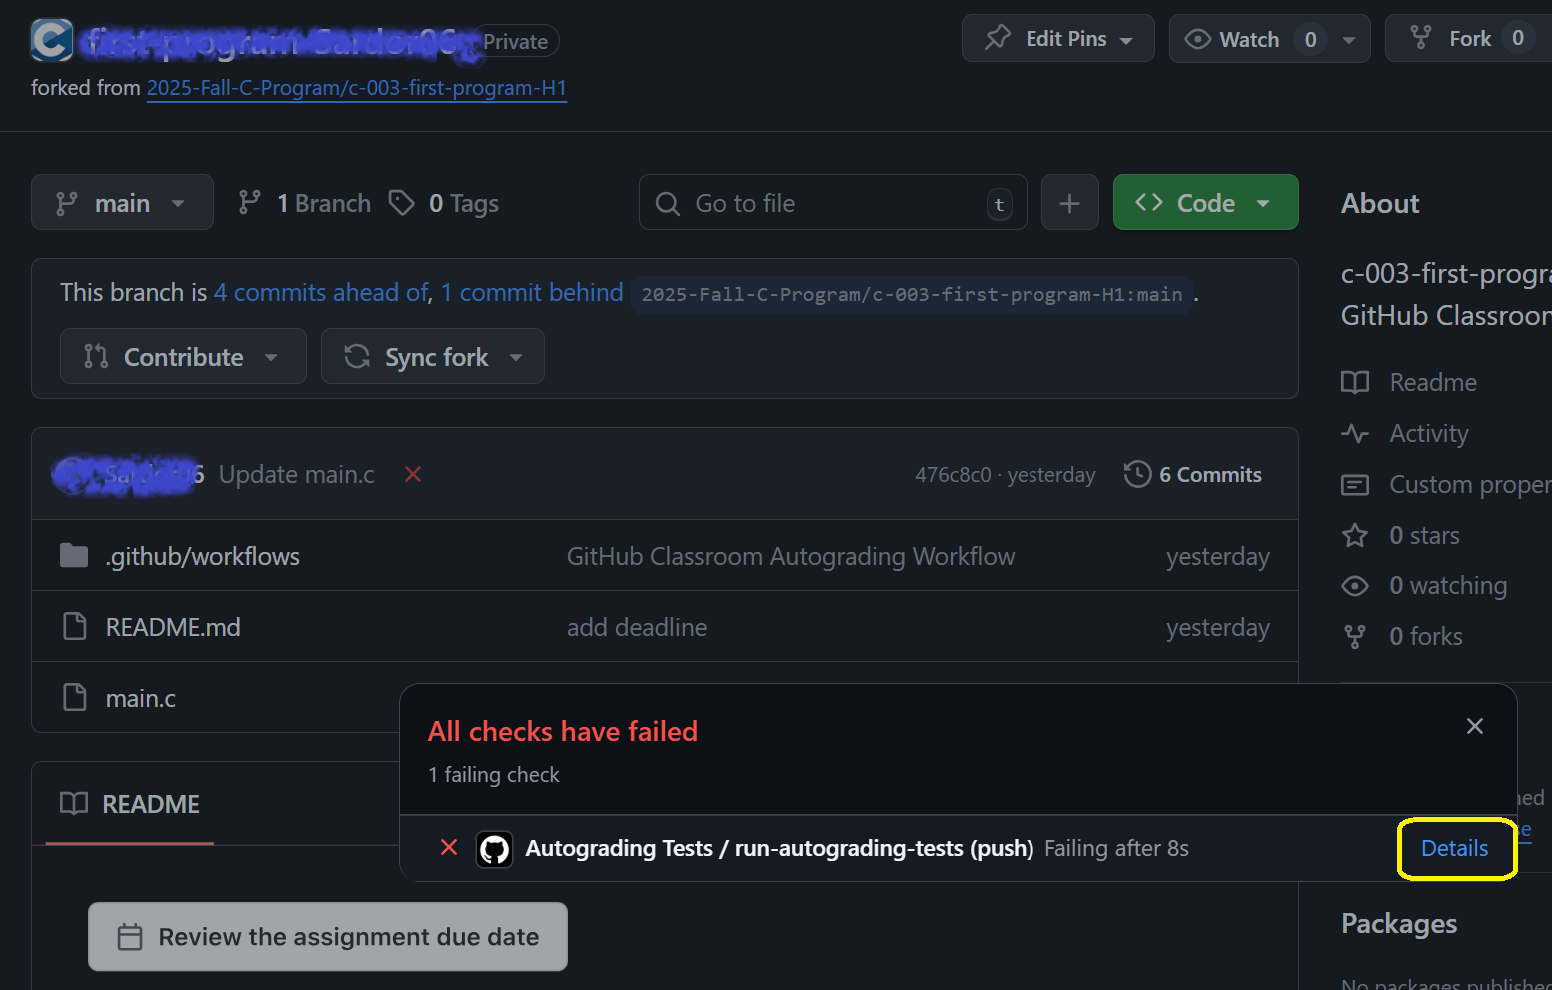 Private
Edit Pins
Watch 0
Fork 0
forked from 2025-Fall-C-Program/c-003-first-program-H1
main
1 Branch
0 Tags
Go to file
t
Code
This branch is 4 commits ahead of, 1 commit behind 2025-Fall-C-Program/c-003-first-program-H1:main .
Contribute
Sync fork
Update main.c
476c8c0 · yesterday
6 Commits
.github/workflows GitHub Classroom Autograding Workflow yesterday
README.md add deadline yesterday
main.c
All checks have failed
1 failing check
Autograding Tests / run-autograding-tests (push) Failing after 8s Details
README
Review the assignment due date
About
c-003-first-progra
GitHub Classroo
Readme
Activity
Custom proper
0 stars
0 watching
0 forks
Packages
No packages published